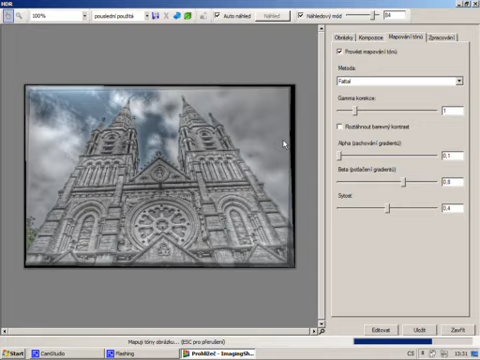 HDR
100%
pouslední použitá
Auto náhled
Náhled
Náhledový mód
84
Obrázky
Kompozice
Mapování tónů
Zpracování
Provést mapování tónů
Metoda:
Fattal
Gamma korekce:
1
Roztáhnout barevný kontrast
Alpha (zachování gradientů)
0.1
Beta (potlačení gradientů)
0.8
Sytost:
0.4
Editovat
Uložit
Zavřít
Mapuji tóny obrázku... (ESC pro přerušení)
Start
CamStudio
Flashing
Prohlížeč - ImagingSh...
CS
13:31